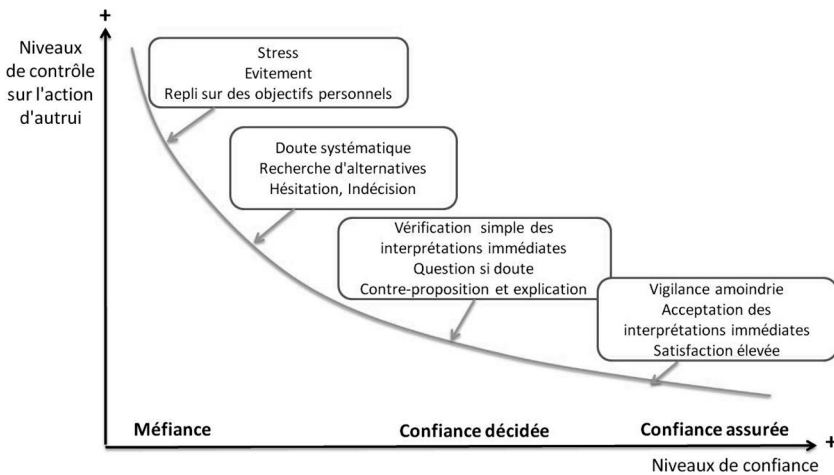 +
Niveaux
de contrôle
sur l'action
d'autrui
Stress
Evitement
Repli sur des objectifs personnels
Doute systématique
Recherche d'alternatives
Hésitation, Indécision
Vérification simple des
interprétations immédiates
Question si doute
Contre-proposition et explication
Vigilance amoindrie
Acceptation des
interprétations immédiates
Satisfaction élevée
Méfiance
Confiance décidée
Confiance assurée
+
Niveaux de confiance